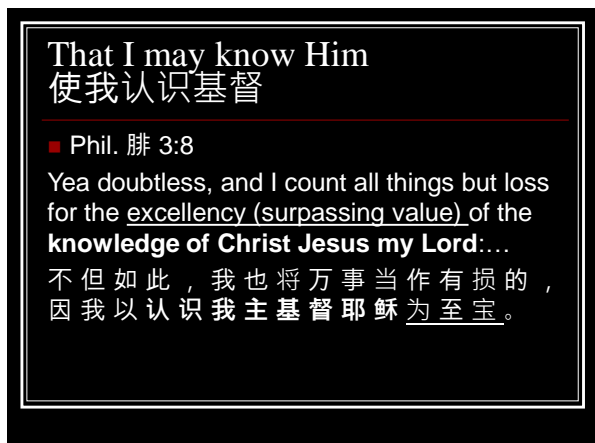 That I may know Him
使我认识基督
Phil. 腓 3:8
Yea doubtless, and I count all things but loss
for the excellency (surpassing value) of the
knowledge of Christ Jesus my Lord:…
不 但 如 此 ， 我 也 将 万 事 当 作 有 损 的 ，
因 我 以 认 识 我 主 基 督 耶 稣 为 至 宝 。